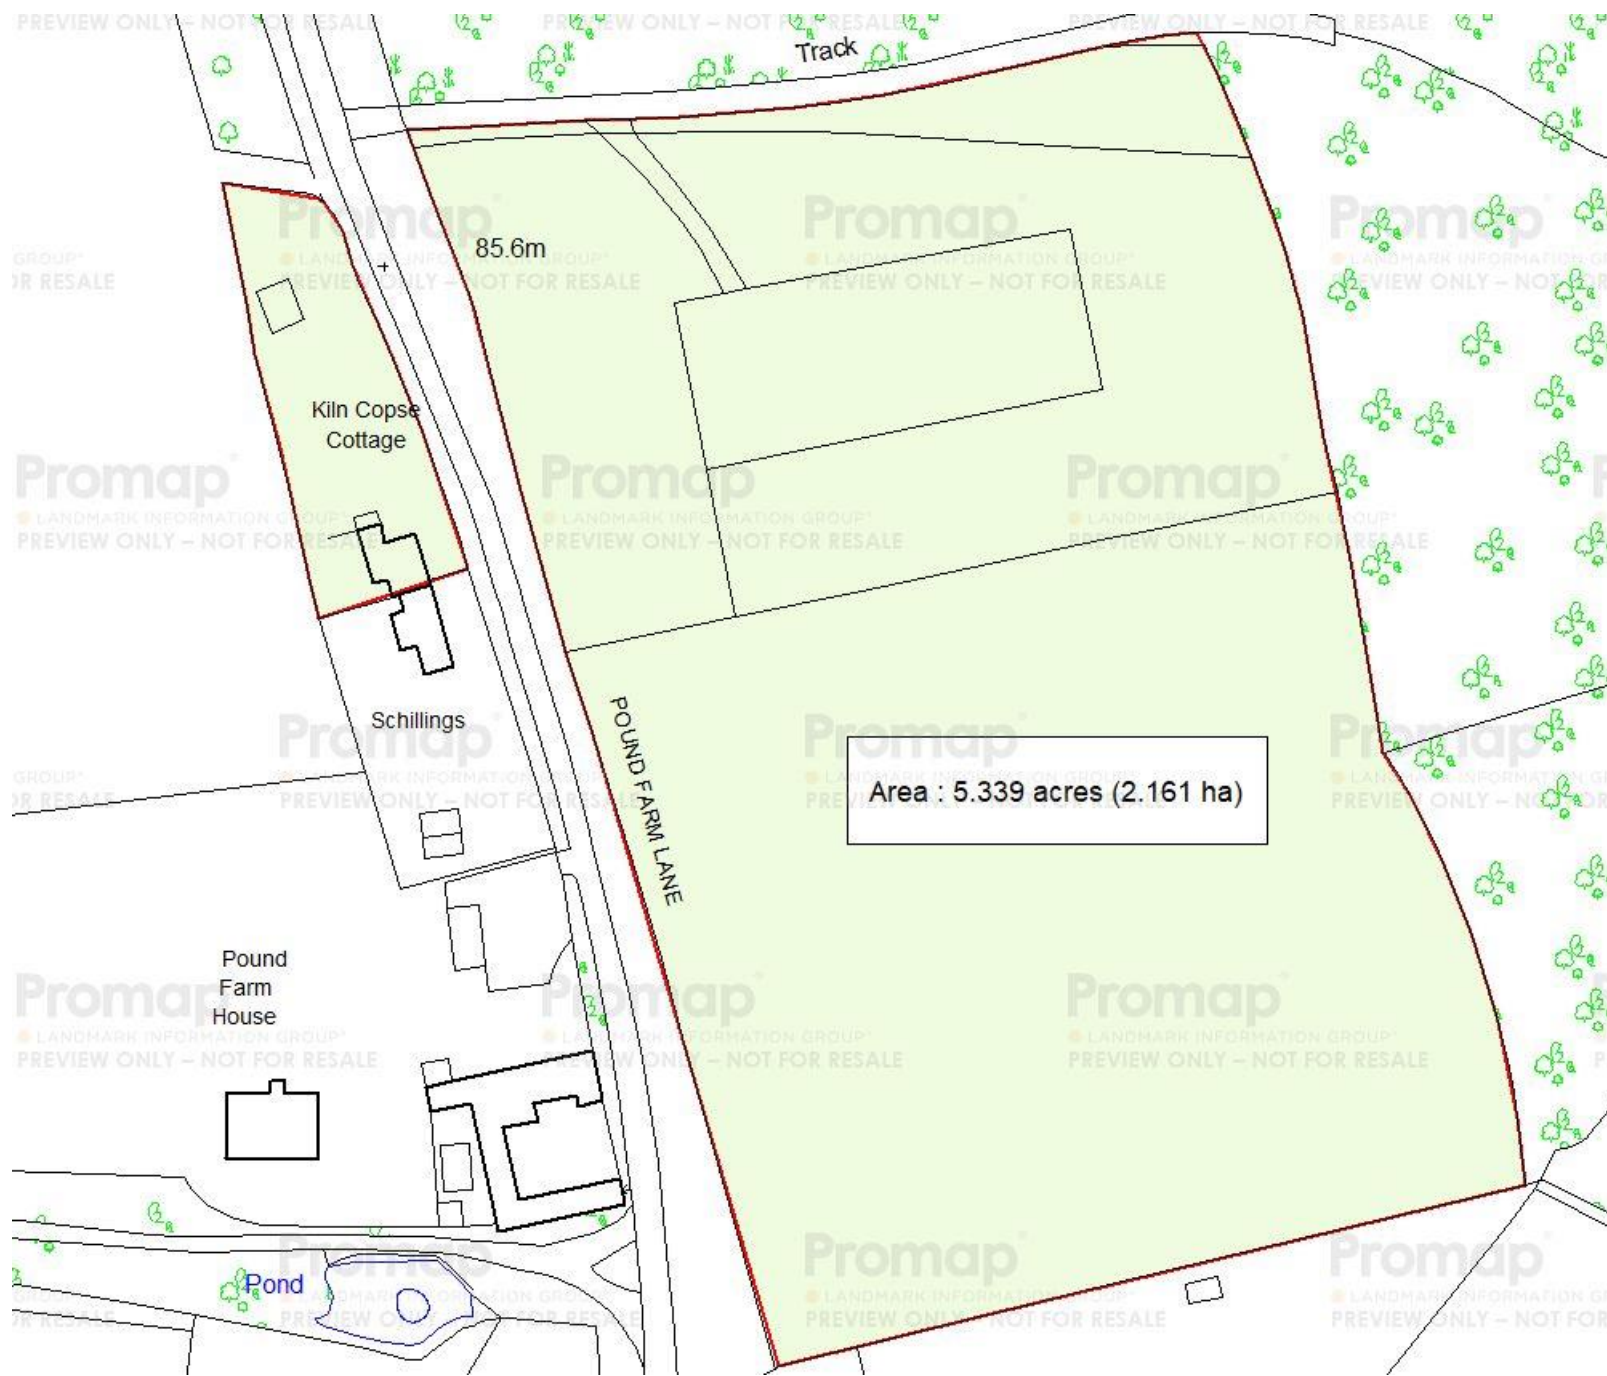 Track
85.6m
Kiln Copse
Cottage
Schillings
POUND FARM LANE
Area : 5.339 acres (2.161 ha)
Pound
Farm
House
Pond
Promap
LANDMARK INFORMATION GROUP
PREVIEW ONLY – NOT FOR RESALE